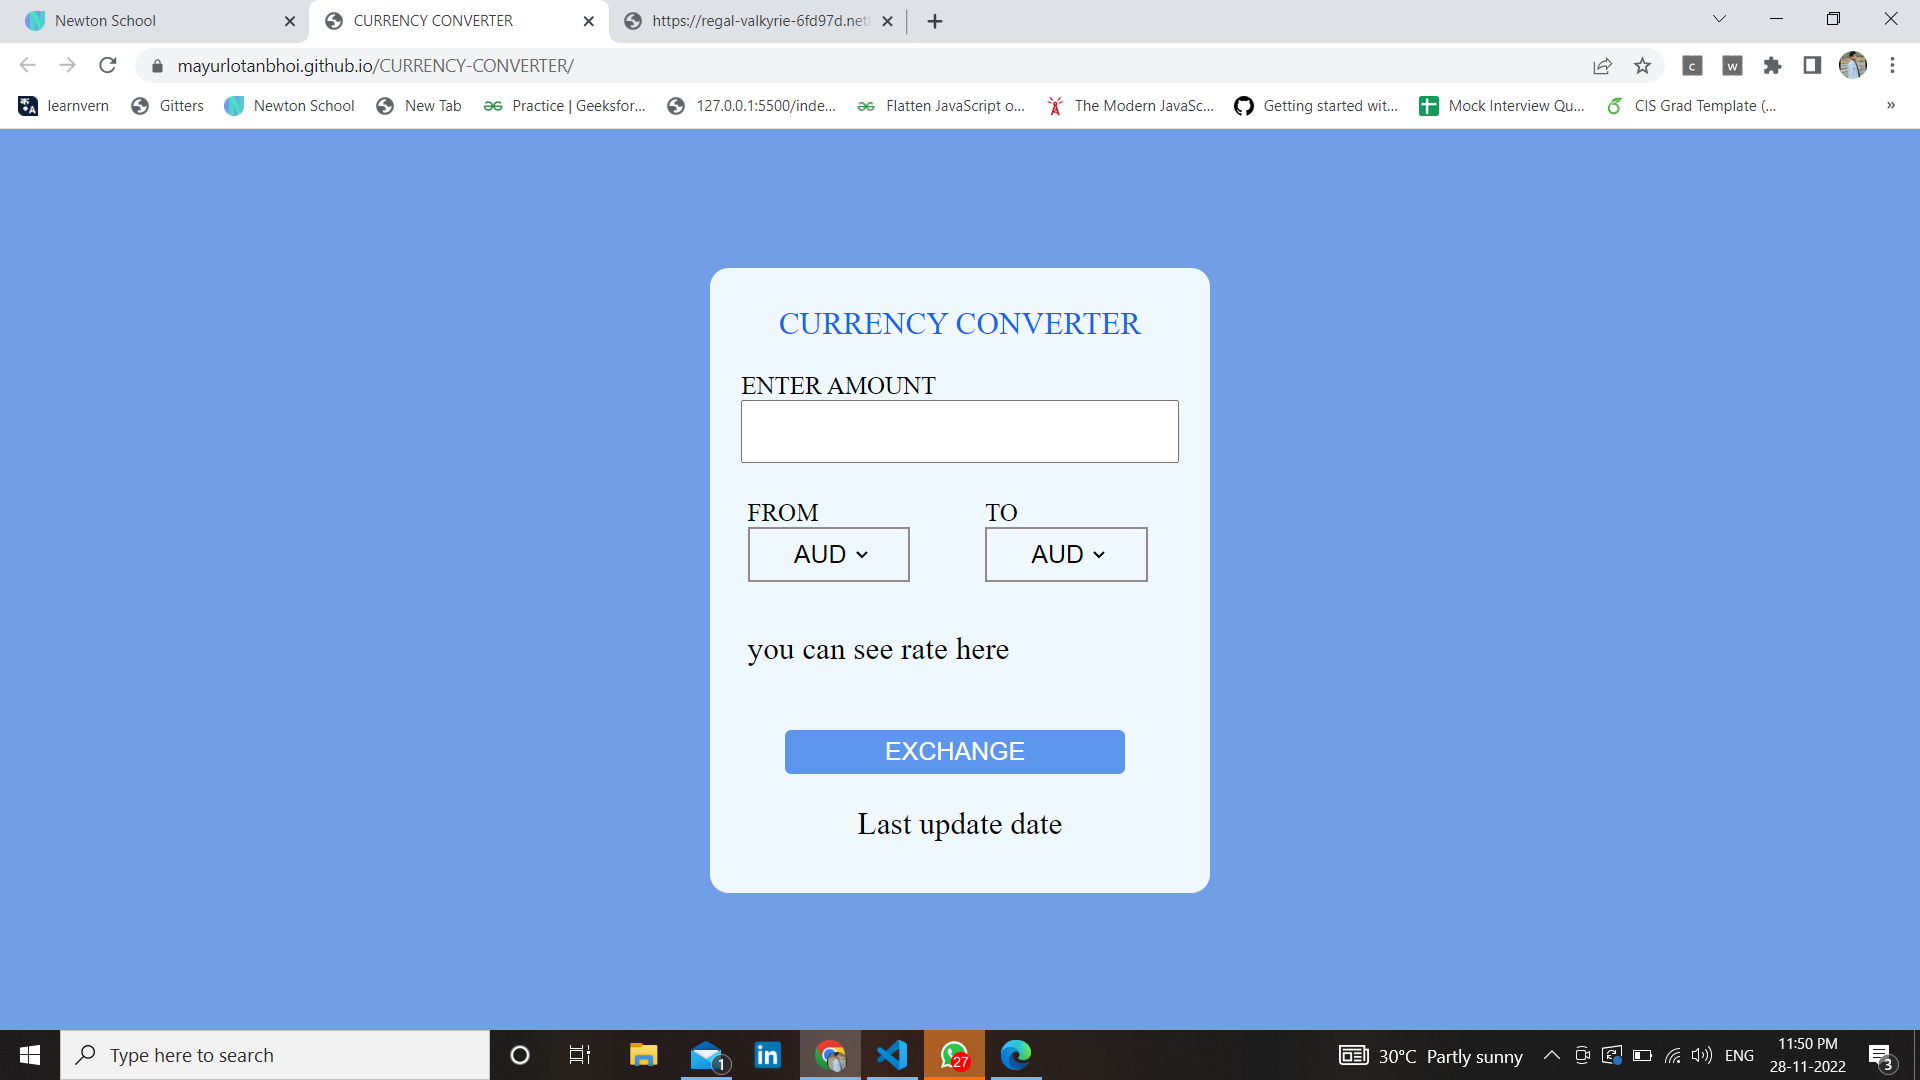 Newton School
CURRENCY CONVERTER
https://regal-valkyrie-6fd97d.netl
mayurlotanbhoi.github.io/CURRENCY-CONVERTER/
C
W
learnvern
Gitters
Newton School
New Tab
Practice | Geeksfor...
127.0.0.1:5500/inde...
Flatten JavaScript o...
The Modern JavaSc...
Getting started wit...
Mock Interview Qu...
CIS Grad Template (...
»
CURRENCY CONVERTER
ENTER AMOUNT
FROM
TO
AUD
AUD
you can see rate here
EXCHANGE
Last update date
Type here to search
1
27
30°C Partly sunny
ENG
11:50 PM
28-11-2022
3